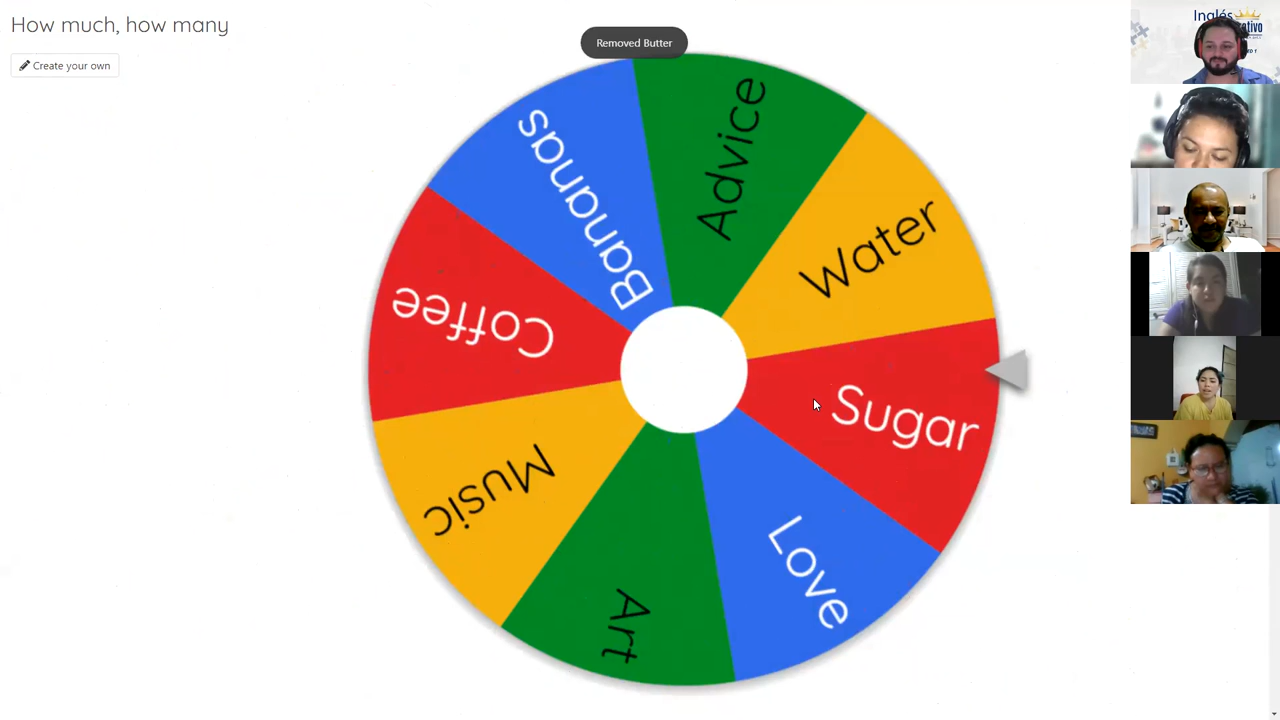 How much, how many
Create your own
Removed Butter
Advice
Water
Sugar
Love
Art
Music
Coffee
Bananas
Inglés